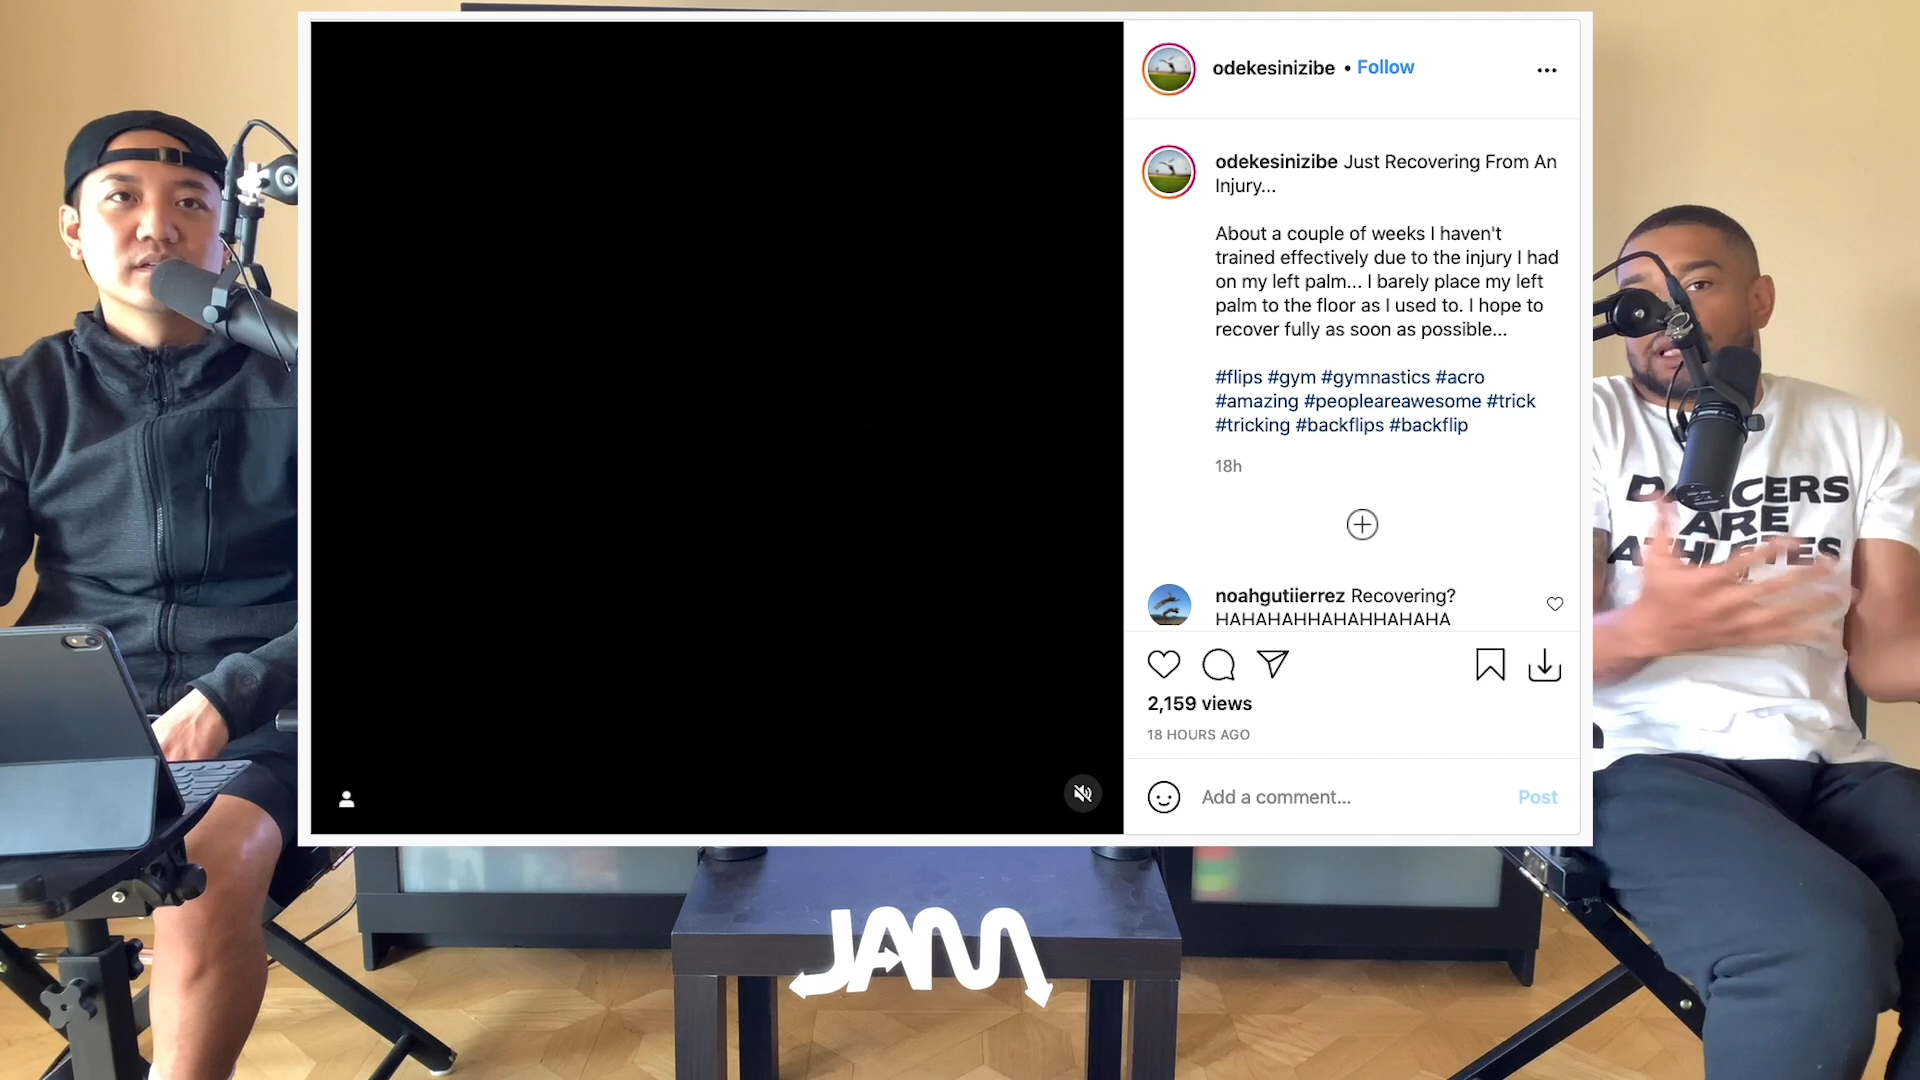 odekesinizibe • Follow
odekesinizibe Just Recovering From An
Injury...
About a couple of weeks I haven't
trained effectively due to the injury I had
on my left palm... I barely place my left
palm to the floor as I used to. I hope to
recover fully as soon as possible...
#flips #gym #gymnastics #acro
#amazing #peopleareawesome #trick
#tricking #backflips #backflip
18h
noahgutiierrez Recovering?
HAHAHAHHAHAHHAHAHA
2,159 views
18 HOURS AGO
Add a comment...
Post
DANCERS
ARE
ATHLETES
JAM